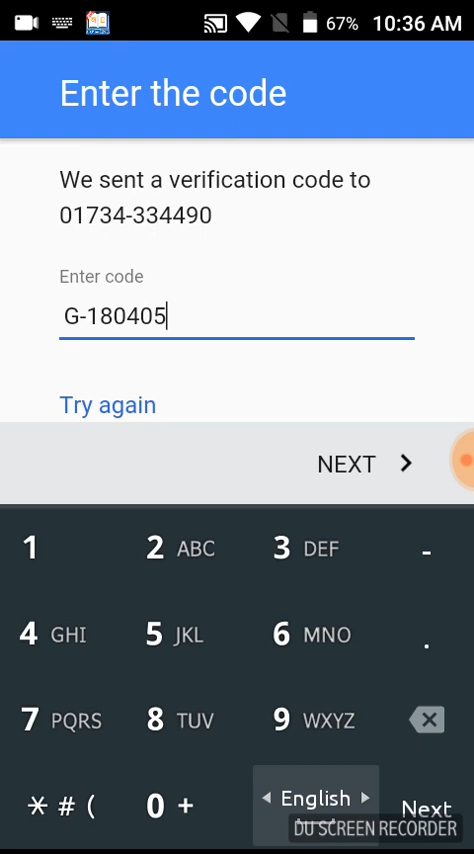 67% 10:36 AM
Enter the code
We sent a verification code to
01734-334490
Enter code
G-180405
Try again
NEXT
1 2 ABC 3 DEF -
4 GHI 5 JKL 6 MNO .
7 PQRS 8 TUV 9 WXYZ
* # ( 0 + English Next
DU SCREEN RECORDER